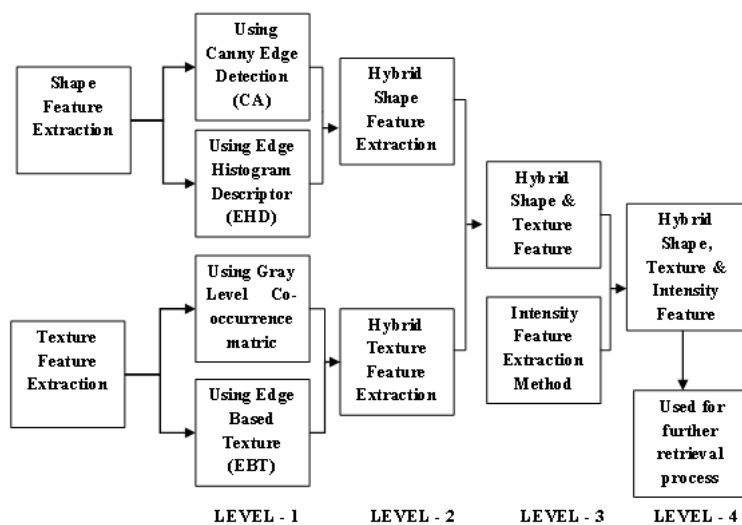 Shape
Feature
Extraction
Using
Canny Edge
Detection
(CA)
Using Edge
Histogram
Descriptor
(EHD)
Hybrid
Shape
Feature
Extraction
Texture
Feature
Extraction
Using Gray
Level Co-
occurrence
matric
Using Edge
Based
Texture
(EBT)
Hybrid
Texture
Feature
Extraction
Hybrid
Shape &
Texture
Feature
Intensity
Feature
Extraction
Method
Hybrid
Shape,
Texture &
Intensity
Feature
Used for
further
retrieval
process
LEVEL - 1
LEVEL - 2
LEVEL - 3
LEVEL - 4